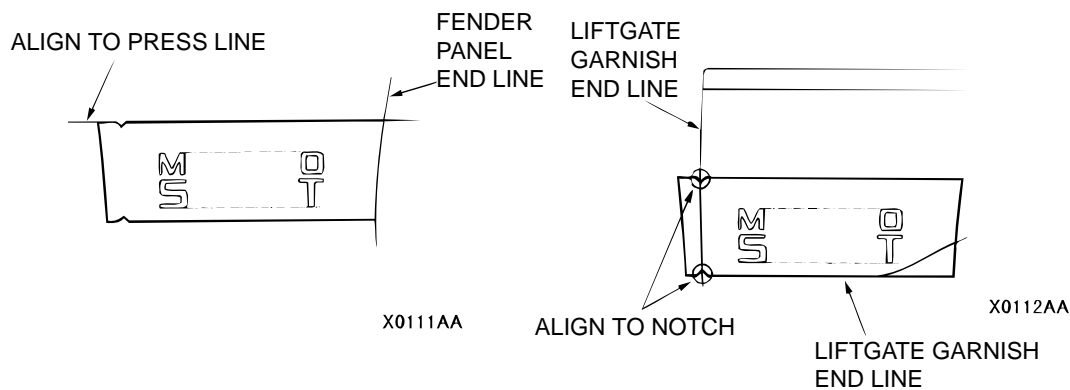 ALIGN TO PRESS LINE
FENDER
PANEL
END LINE
M O
S T
X0111AA
LIFTGATE
GARNISH
END LINE
M O
S T
ALIGN TO NOTCH
X0112AA
LIFTGATE GARNISH
END LINE